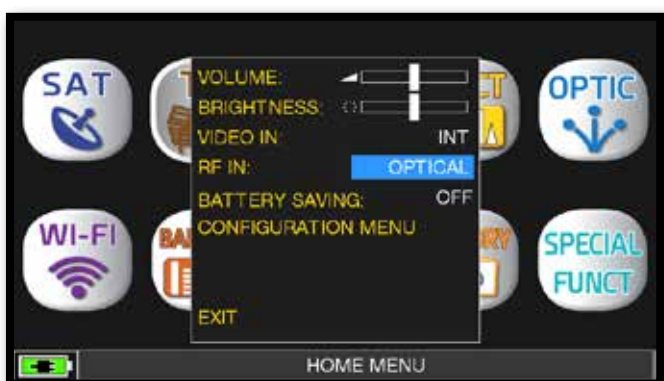 SAT
OPTIC
VOLUME:
BRIGHTNESS:
VIDEO IN INT
RF IN: OPTICAL
BATTERY SAVING: OFF
CONFIGURATION MENU
EXIT
WI-FI
SPECIAL
FUNCT
HOME MENU